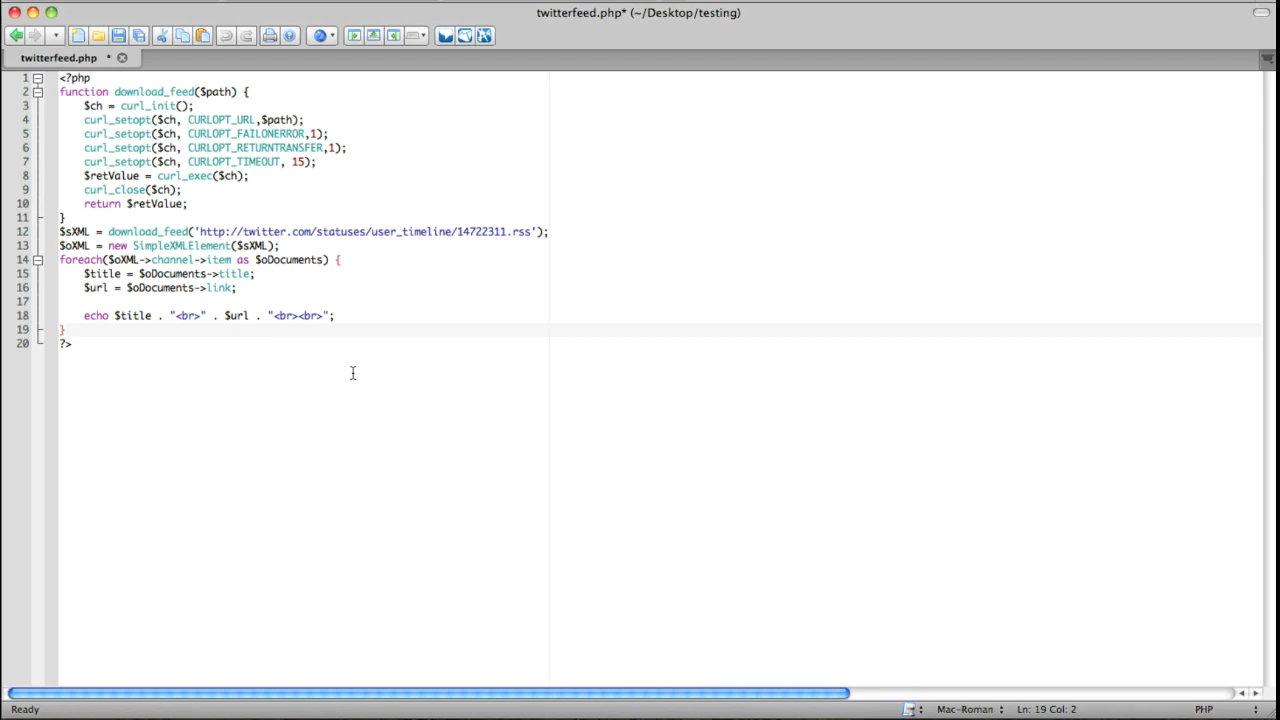 twitterfeed.php* (~/Desktop/testing)
twitterfeed.php *
1 <?php
2 function download_feed($path) {
3 $ch = curl_init();
4 curl_setopt($ch, CURLOPT_URL,$path);
5 curl_setopt($ch, CURLOPT_FAILONERROR,1);
6 curl_setopt($ch, CURLOPT_RETURNTRANSFER,1);
7 curl_setopt($ch, CURLOPT_TIMEOUT, 15);
8 $retValue = curl_exec($ch);
9 curl_close($ch);
10 return $retValue;
11 }
12 $sXML = download_feed('http://twitter.com/statuses/user_timeline/14722311.rss');
13 $oXML = new SimpleXMLElement($sXML);
14 foreach($oXML->channel->item as $oDocuments) {
15 $title = $oDocuments->title;
16 $url = $oDocuments->link;
17
18 echo $title . "<br>" . $url . "<br><br>";
19 }
20 ?>
Ready Mac-Roman Ln: 19 Col: 2 PHP